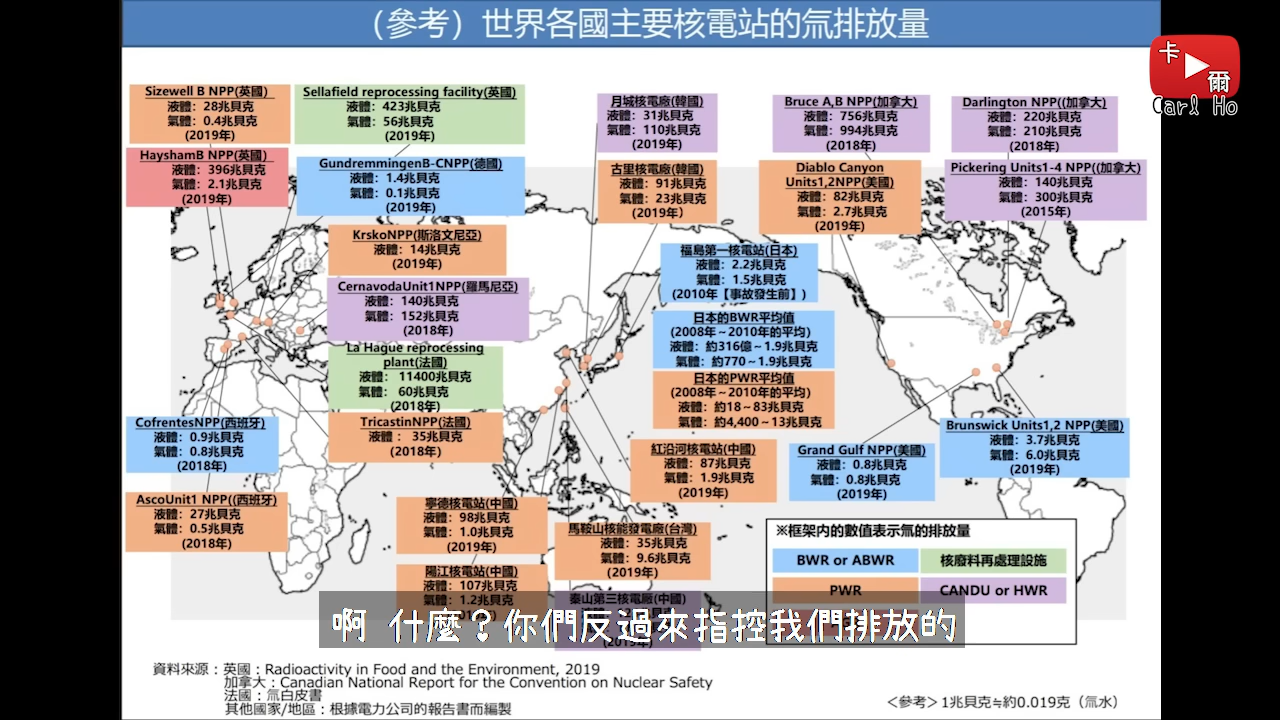 （參考）世界各國主要核電站的氚排放量
卡
爾
Carl Ho
Sizewell B NPP(英國)
液體：28兆貝克
氣體：0.4兆貝克
(2019年)
Sellafield reprocessing facility(英國)
液體：423兆貝克
氣體：56兆貝克
(2019年)
月城核電廠(韓國)
液體：31兆貝克
氣體：110兆貝克
(2019年)
Bruce A,B NPP(加拿大)
液體：756兆貝克
氣體：994兆貝克
(2018年)
Darlington NPP((加拿大)
液體：220兆貝克
氣體：210兆貝克
(2018年)
HayshamB NPP(英國)
液體：396兆貝克
氣體：2.1兆貝克
(2019年)
GundremmingenB-CNPP(德國)
液體：1.4兆貝克
氣體：0.1兆貝克
(2019年)
古里核電廠(韓國)
液體：91兆貝克
氣體：23兆貝克
(2019年)
Diablo Canyon
Units1,2NPP(美國)
液體：82兆貝克
氣體：2.7兆貝克
(2019年)
Pickering Units1-4 NPP((加拿大)
液體：140兆貝克
氣體：300兆貝克
(2015年)
KrskoNPP(斯洛文尼亞)
液體：14兆貝克
(2019年)
福島第一核電站(日本)
液體：2.2兆貝克
氣體：1.5兆貝克
(2010年【事故發生前】)
CernavodaUnit1NPP(羅馬尼亞)
液體：140兆貝克
氣體：152兆貝克
(2018年)
日本的BWR平均值
(2008年～2010年的平均)
液體：約316億～1.9兆貝克
氣體：約770～1.9兆貝克
La Hague reprocessing
plant(法國)
液體：11400兆貝克
氣體：60兆貝克
(2018年)
日本的PWR平均值
(2008年～2010年的平均)
液體：約18～83兆貝克
氣體：約4,400～13兆貝克
CofrentesNPP(西班牙)
液體：0.9兆貝克
氣體：0.8兆貝克
(2018年)
TricastinNPP(法國)
液體：35兆貝克
(2018年)
紅沿河核電站(中國)
液體：87兆貝克
氣體：1.9兆貝克
(2019年)
Grand Gulf NPP(美國)
液體：0.8兆貝克
氣體：0.8兆貝克
(2019年)
Brunswick Units1,2 NPP(美國)
液體：3.7兆貝克
氣體：6.0兆貝克
(2019年)
AscoUnit1 NPP((西班牙)
液體：27兆貝克
氣體：0.5兆貝克
(2018年)
寧德核電站(中國)
液體：98兆貝克
氣體：1.0兆貝克
(2019年)
馬鞍山核能發電廠(台灣)
液體：35兆貝克
氣體：9.6兆貝克
(2019年)
※框架內的數值表示氚的排放量
BWR or ABWR
核廢料再處理設施
PWR
CANDU or HWR
陽江核電站(中國)
液體：107兆貝克
氣體：1.2兆貝克
秦山第三核電廠(中國)
(2019年)
啊 什麼？你們反過來指控我們排放的
資料來源：英國：Radioactivity in Food and the Environment, 2019
加拿大：Canadian National Report for the Convention on Nuclear Safety
法國：氚白皮書
其他國家/地區：根據電力公司的報告書而編製
＜參考＞1兆貝克≒約0.019克（氚水）